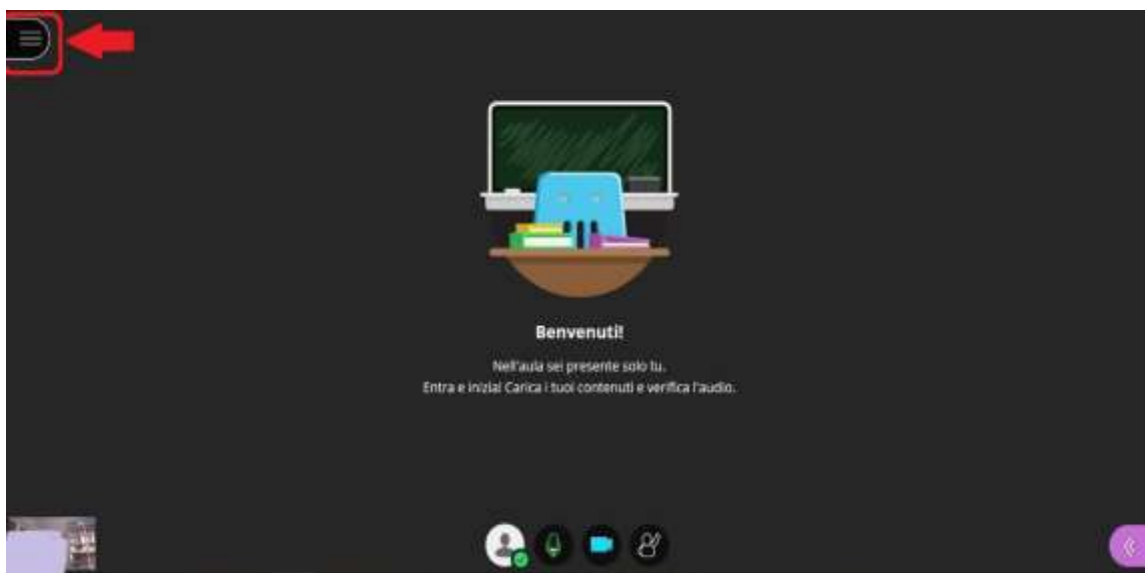 Benvenuti!
Nell'aula sei presente solo tu.
Entra e inizia! Carica i tuoi contenuti e verifica l'audio.